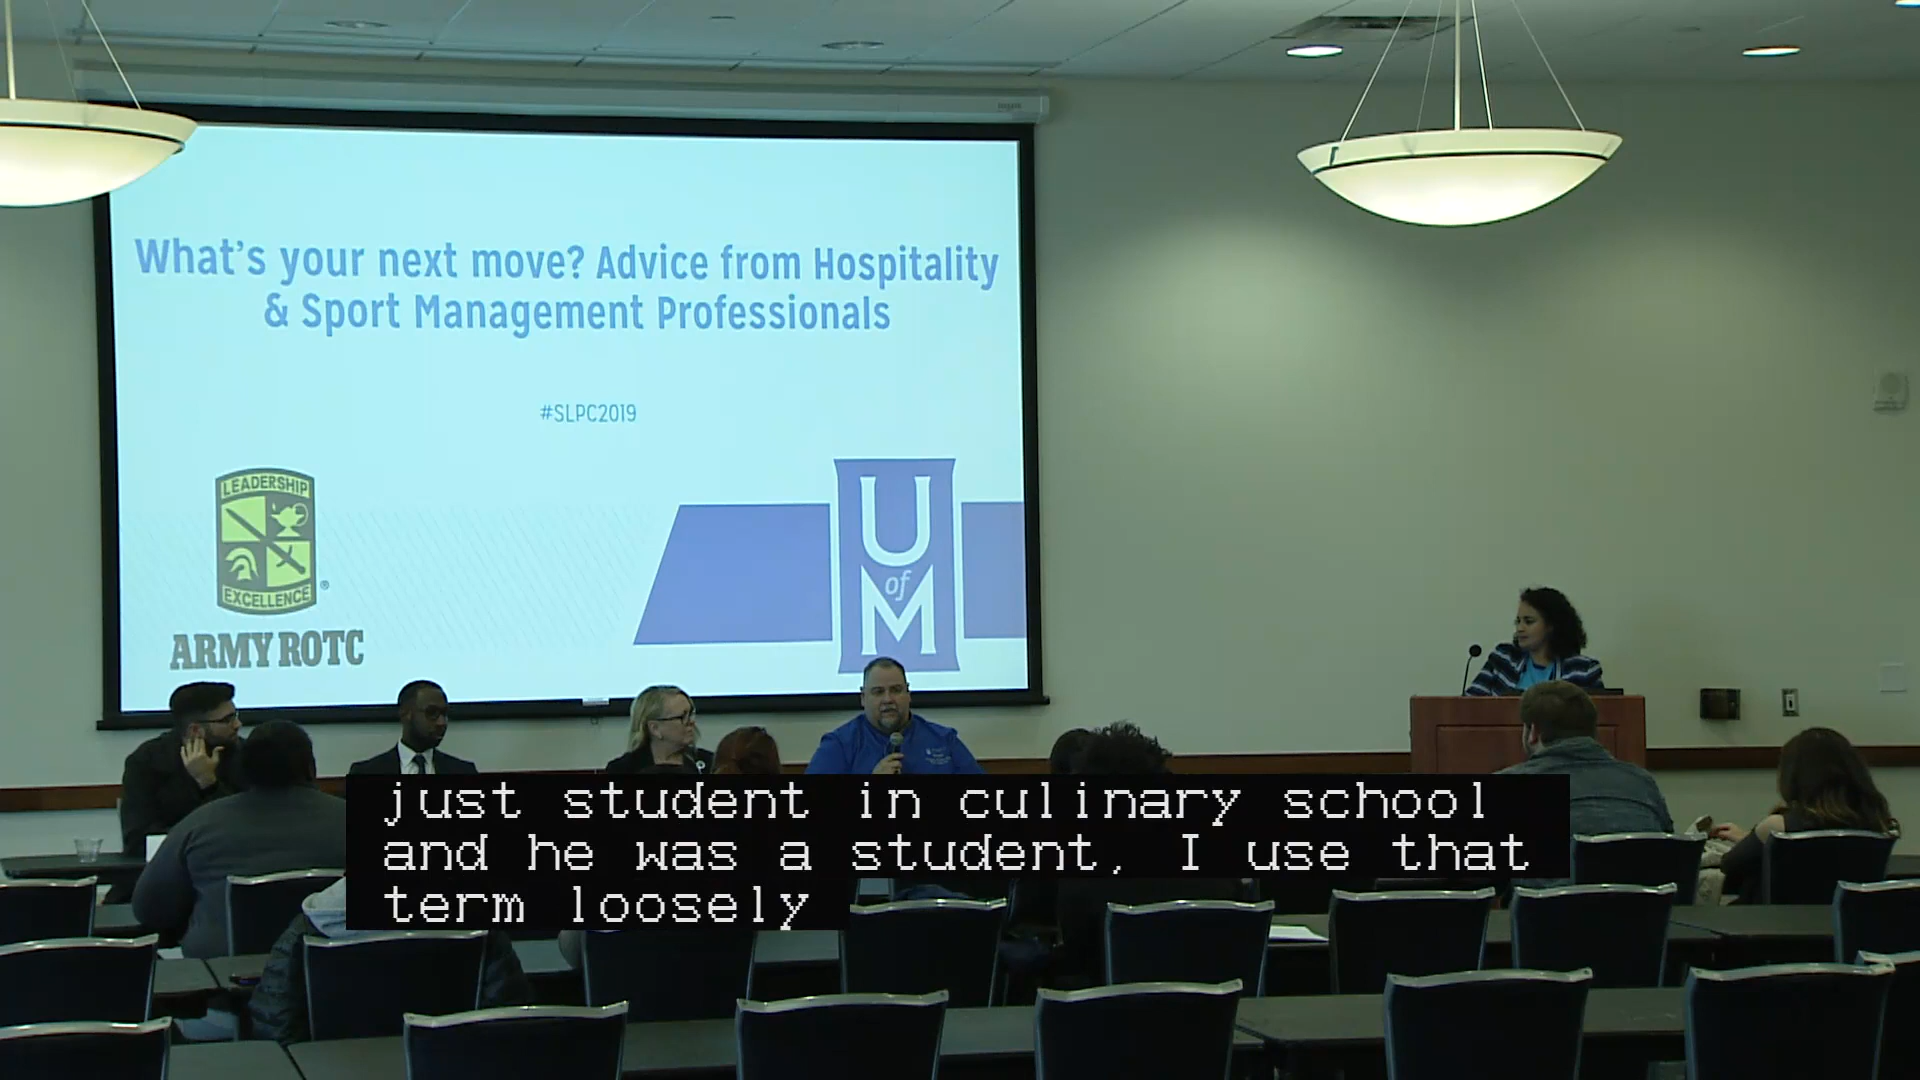 What's your next move? Advice from Hospitality
& Sport Management Professionals
#SLPC2019
LEADERSHIP
EXCELLENCE
®
ARMY ROTC
U
of
M
just student in culinary school
and he was a student, I use that
term loosely